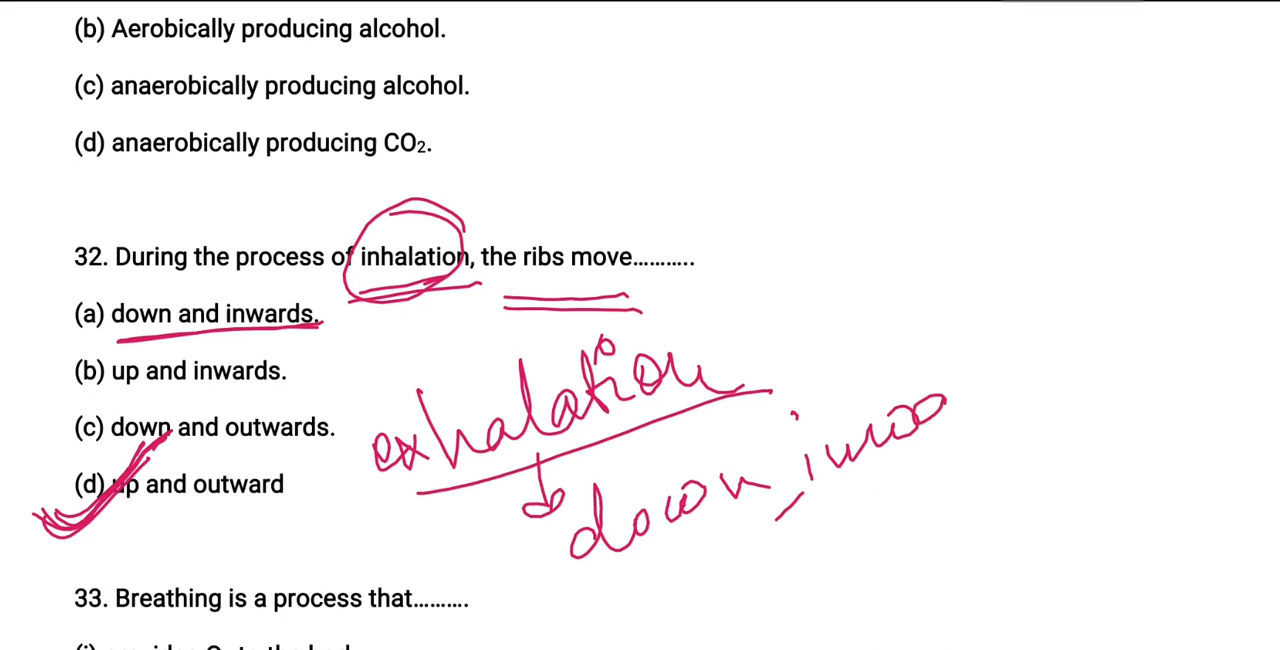 (b) Aerobically producing alcohol.
(c) anaerobically producing alcohol.
(d) anaerobically producing CO₂.
32. During the process of inhalation, the ribs move...........
(a) down and inwards.
(b) up and inwards.
(c) down and outwards.
(d) up and outward
exhalation
down
33. Breathing is a process that..........